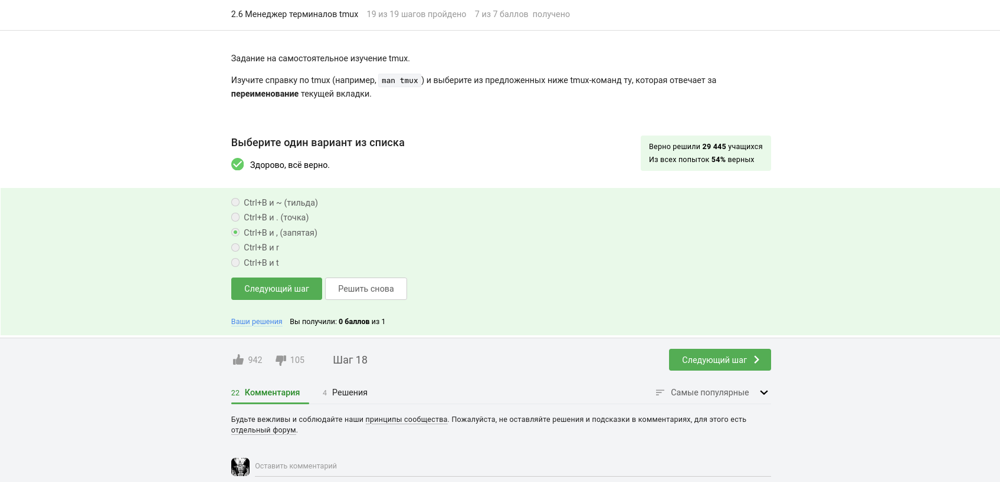 2.6 Менеджер терминалов tmux 19 из 19 шагов пройдено 7 из 7 баллов получено
Задание на самостоятельное изучение tmux.
Изучите справку по tmux (например, man tmux) и выберите из предложенных ниже tmux-команд ту, которая отвечает за
переименование текущей вкладки.
Выберите один вариант из списка
Верно решили 29 445 учащихся
Из всех попыток 54% верных
Здорово, всё верно.
Ctrl+B и ~ (тильда)
Ctrl+B и . (точка)
Ctrl+B и , (запятая)
Ctrl+B и r
Ctrl+B и t
Следующий шаг Решить снова
Ваши решения Вы получили: 0 баллов из 1
942 105 Шаг 18 Следующий шаг
22 Комментария 4 Решения Самые популярные
Будьте вежливы и соблюдайте наши принципы сообщества. Пожалуйста, не оставляйте решения и подсказки в комментариях, для этого есть
отдельный форум.
Оставить комментарий